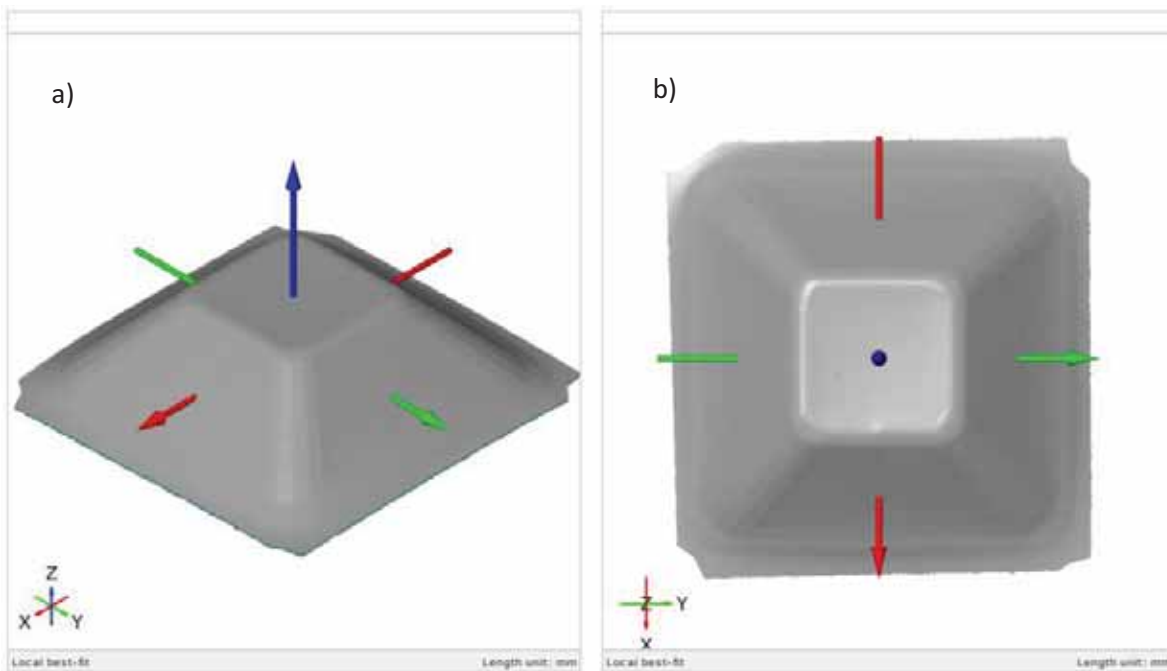 a)
Z
X Y
Local best-fit Length unit: mm
b)
Z Y
X
Local best-fit Length unit: mm